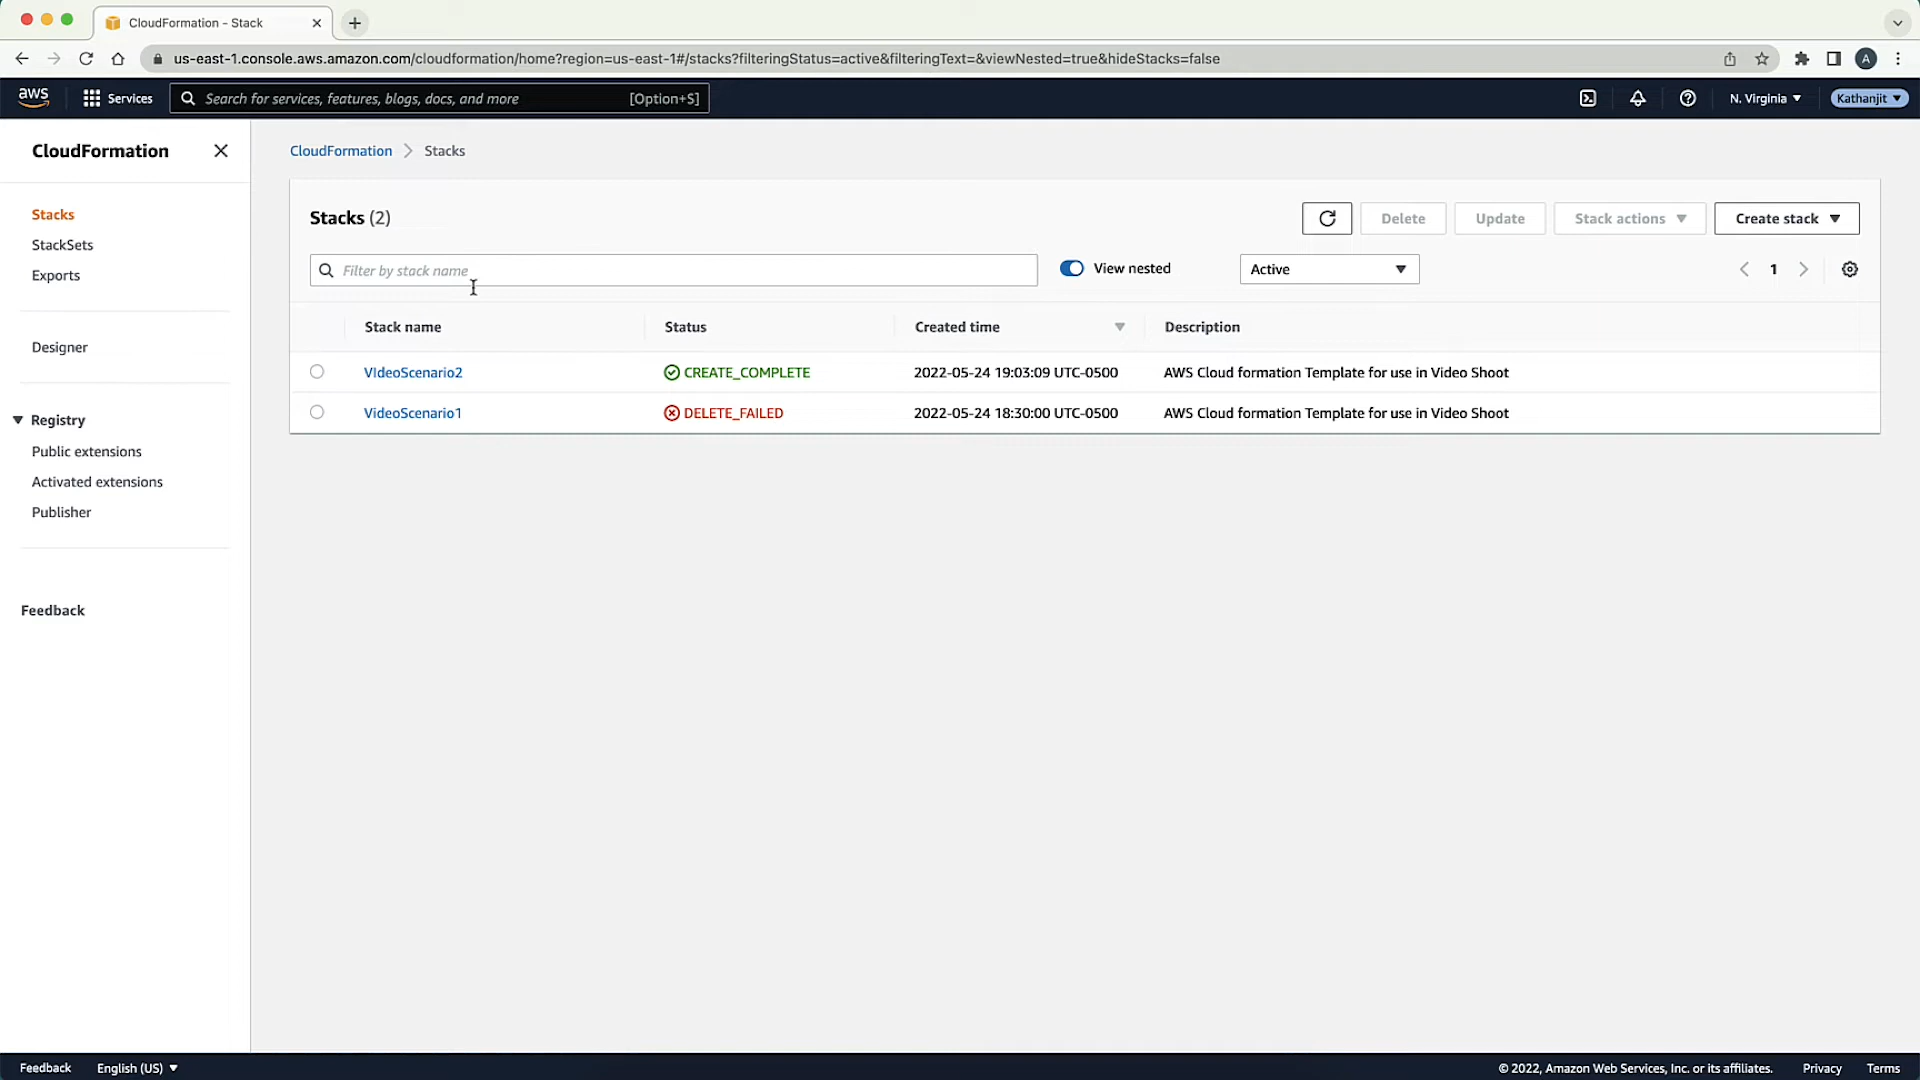 CloudFormation - Stack
us-east-1.console.aws.amazon.com/cloudformation/home?region=us-east-1#/stacks?filteringStatus=active&filteringText=&viewNested=true&hideStacks=false
A
aws
Services
Search for services, features, blogs, docs, and more
[Option+S]
N. Virginia
Kathanjit
CloudFormation
Stacks
StackSets
Exports
Designer
Registry
Public extensions
Activated extensions
Publisher
Feedback
CloudFormation > Stacks
Stacks (2)
Delete
Update
Stack actions
Create stack
Filter by stack name
View nested
Active
1
Stack name Status Created time Description
VIdeoScenario2 CREATE_COMPLETE 2022-05-24 19:03:09 UTC-0500 AWS Cloud formation Template for use in Video Shoot
VideoScenario1 DELETE_FAILED 2022-05-24 18:30:00 UTC-0500 AWS Cloud formation Template for use in Video Shoot
Feedback English (US) © 2022, Amazon Web Services, Inc. or its affiliates. Privacy Terms